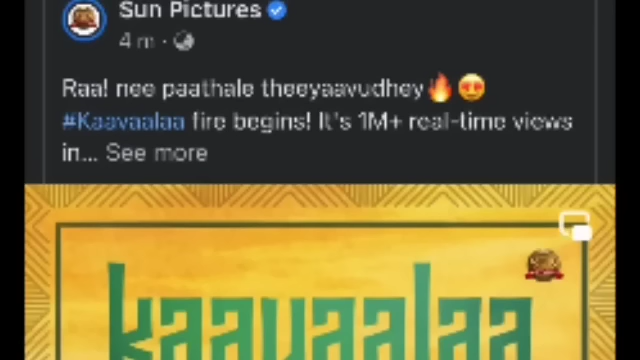 Sun Pictures
4 m ·
Raa! nee paathale theeyaavudhey🔥😍
#Kaavaalaa fire begins! It's 1M+ real-time views
in... See more
kaavaalaa